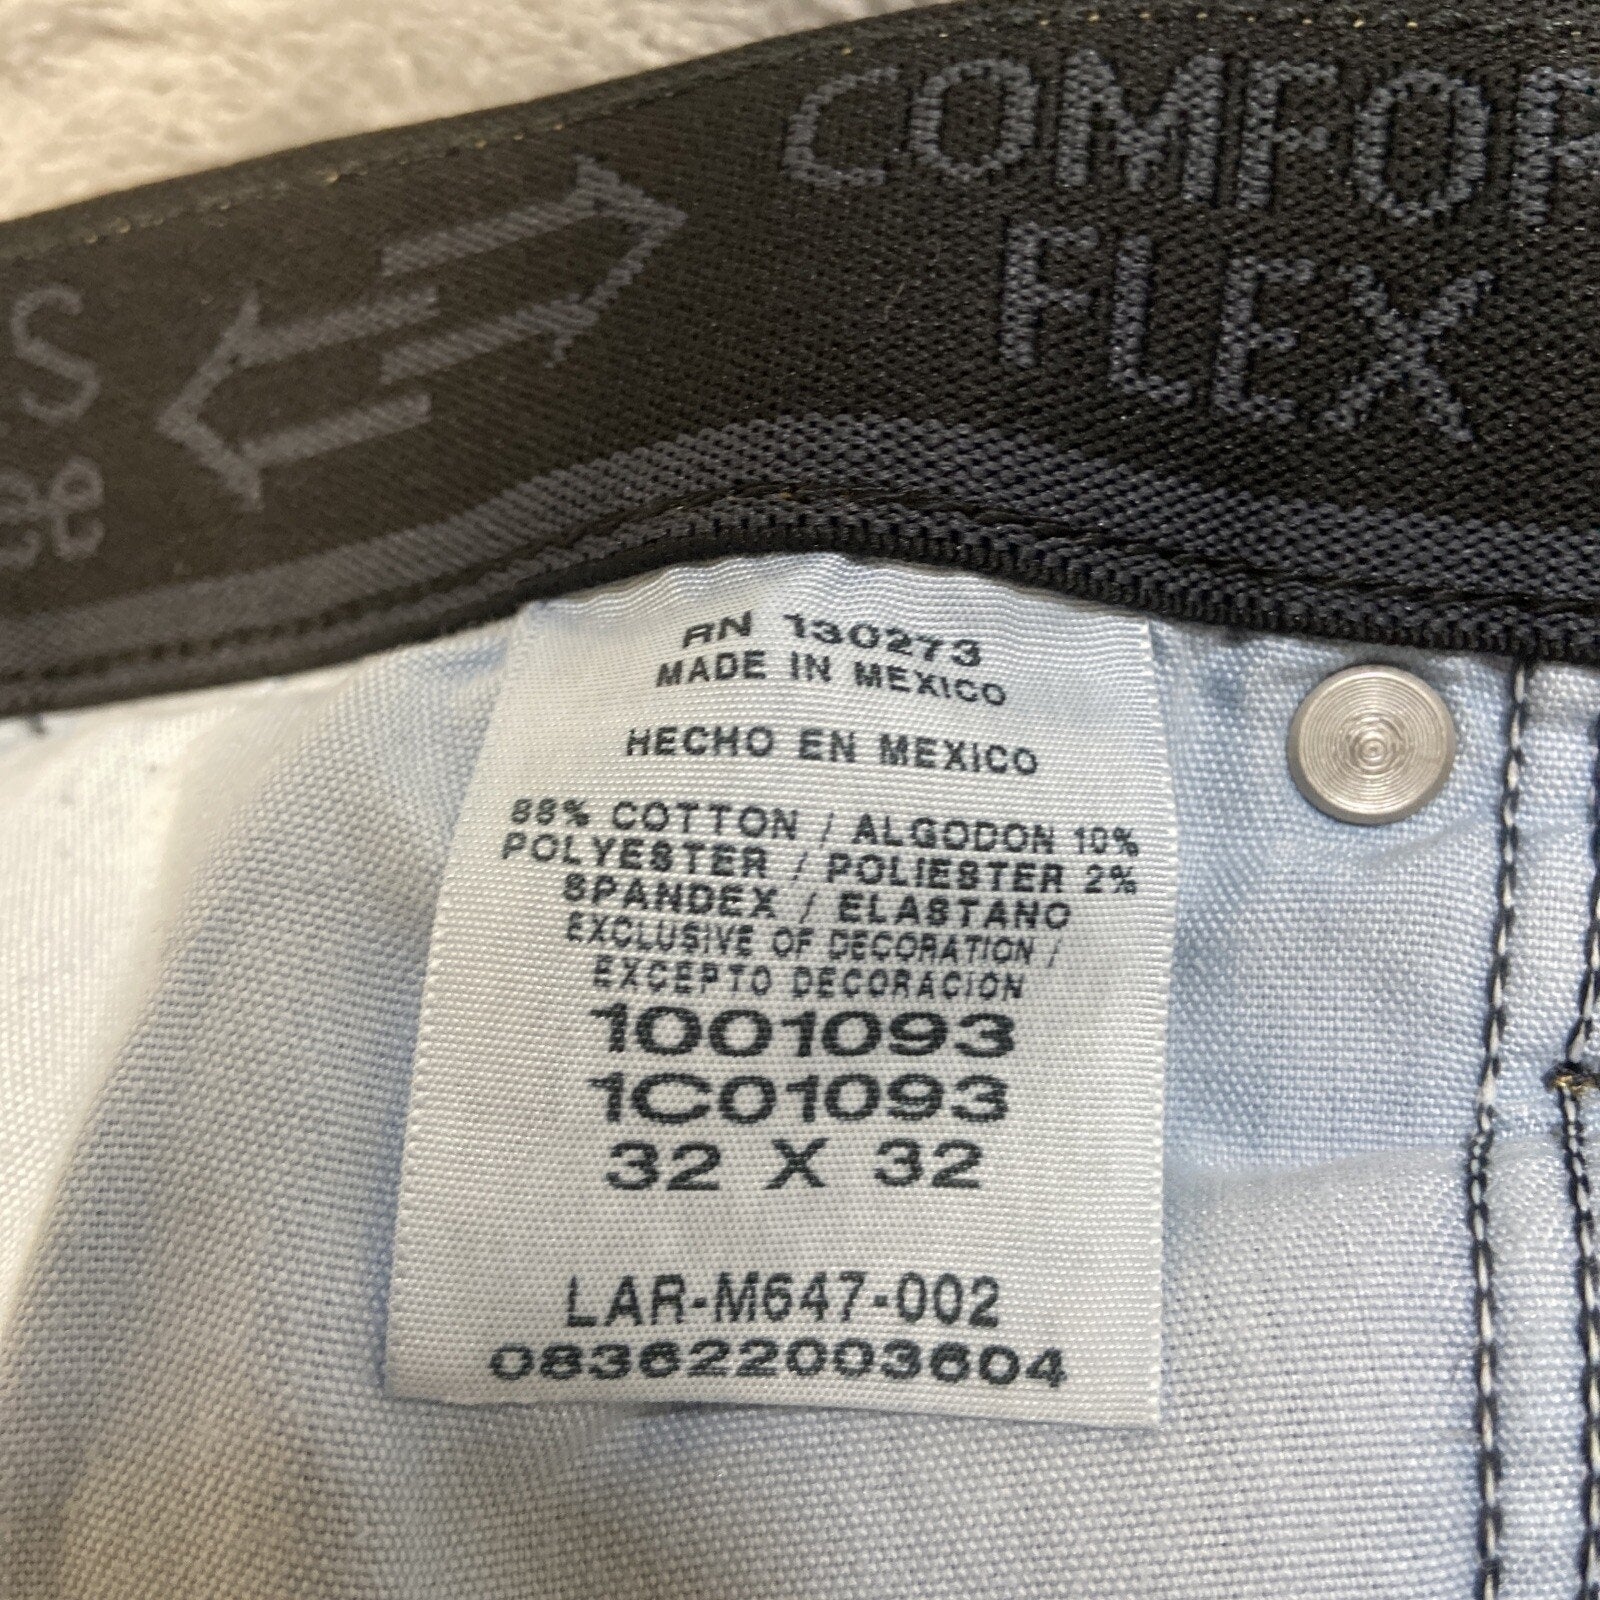 COMFOR
FLEX
RN 130273
MADE IN MEXICO
HECHO EN MEXICO
88% COTTON / ALGODON 10%
POLYESTER / POLIESTER 2%
SPANDEX / ELASTANO
EXCLUSIVE OF DECORATION /
EXCEPTO DECORACION
1001093
1C01093
32 X 32
LAR-M647-002
083622003604